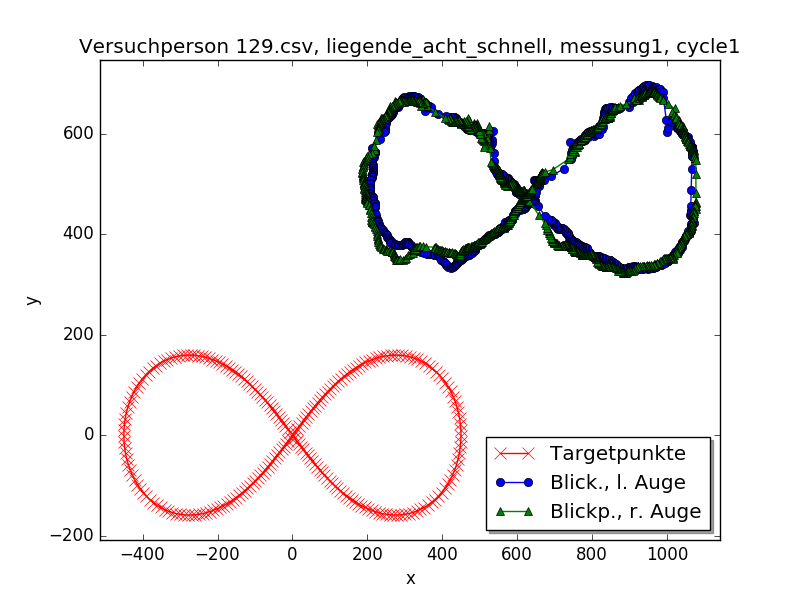 Versuchperson 129.csv, liegende_acht_schnell, messung1, cycle1
y
600
400
200
0
−200
−400
−200
0
200
400
600
800
1000
x
Targetpunkte
Blick., l. Auge
Blickp., r. Auge